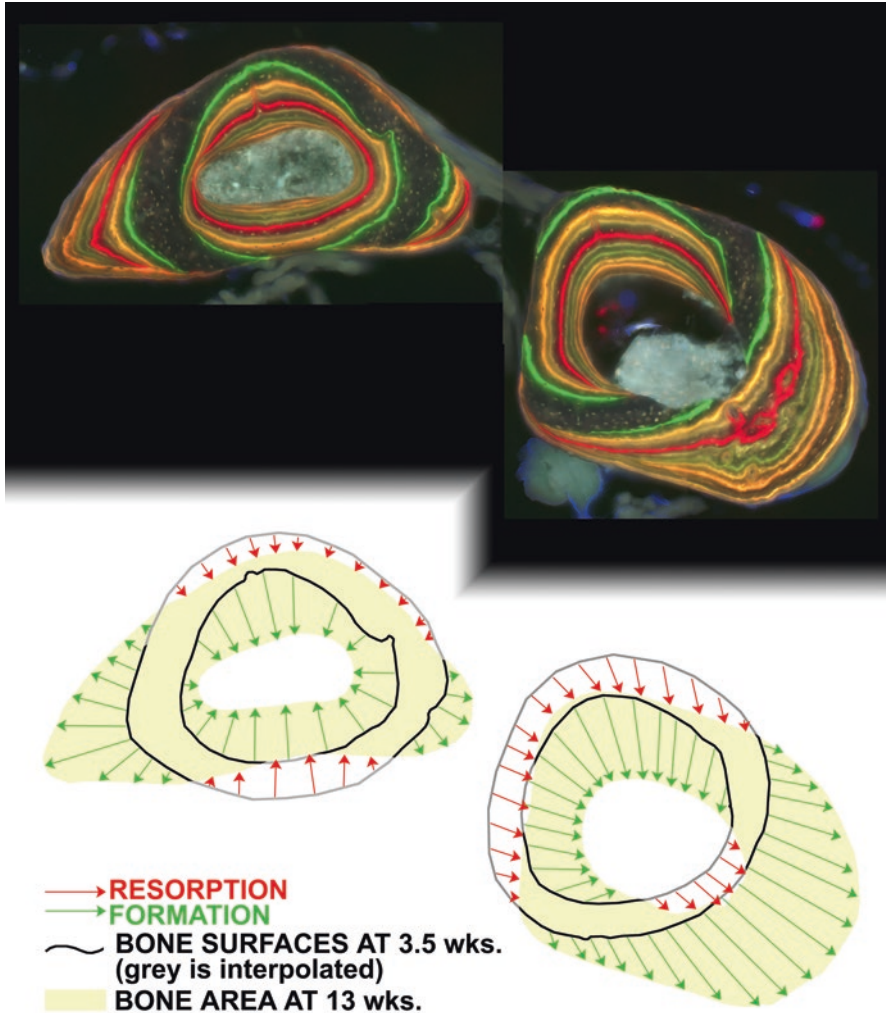 RESORPTION
FORMATION
BONE SURFACES AT 3.5 wks.
(grey is interpolated)
BONE AREA AT 13 wks.